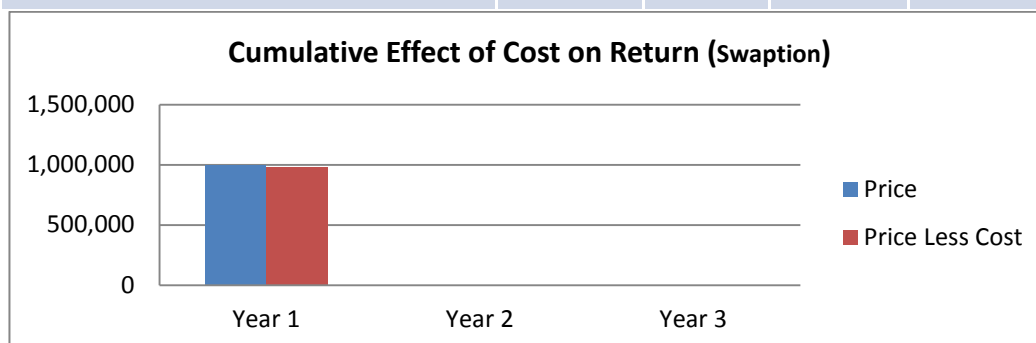 Cumulative Effect of Cost on Return (Swaption)
1,500,000
1,000,000
500,000
0
Year 1 Year 2 Year 3
Price
Price Less Cost